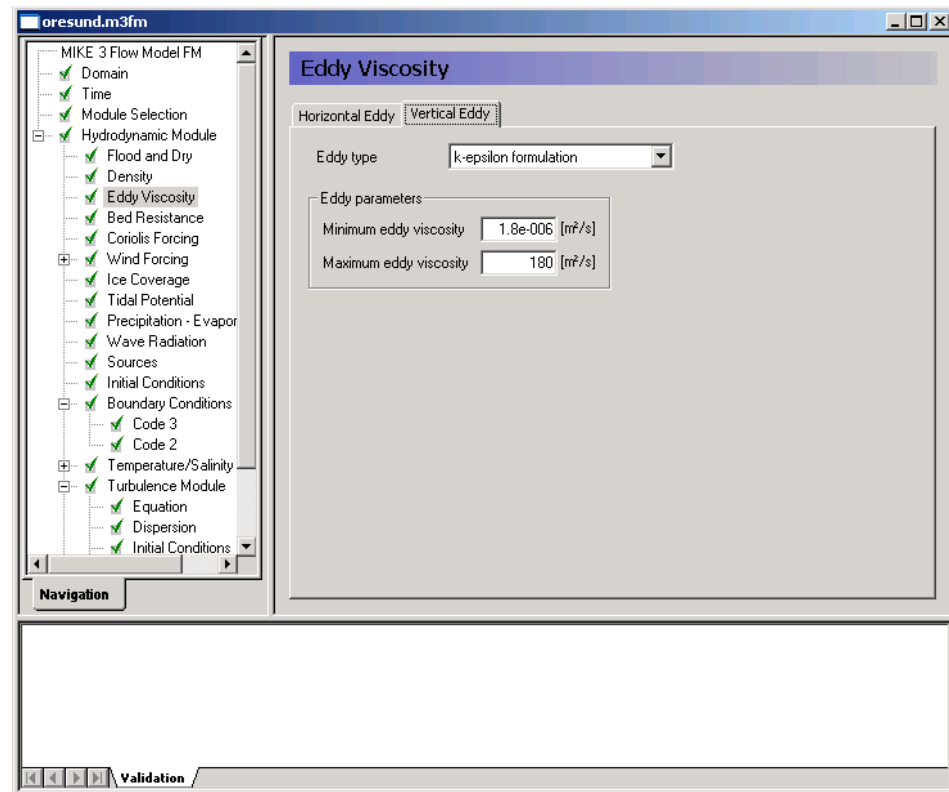 oresund.m3fm
MIKE 3 Flow Model FM
Domain
Time
Module Selection
Hydrodynamic Module
Flood and Dry
Density
Eddy Viscosity
Bed Resistance
Coriolis Forcing
Wind Forcing
Ice Coverage
Tidal Potential
Precipitation - Evapor
Wave Radiation
Sources
Initial Conditions
Boundary Conditions
Code 3
Code 2
Temperature/Salinity
Turbulence Module
Equation
Dispersion
Initial Conditions
Navigation
Eddy Viscosity
Horizontal Eddy Vertical Eddy
Eddy type k-epsilon formulation
Eddy parameters
Minimum eddy viscosity 1.8e-006 [m²/s]
Maximum eddy viscosity 180 [m²/s]
Validation